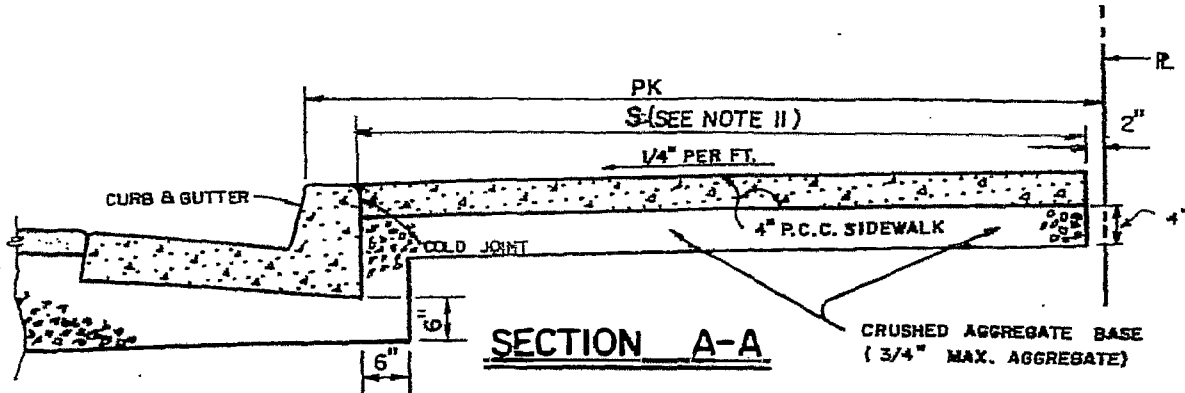 PK
℄
S (SEE NOTE 11)
2"
1/4" PER FT.
CURB & GUTTER
4" P.C.C. SIDEWALK
4"
COLD JOINT
6"
6"
SECTION A-A
CRUSHED AGGREGATE BASE
( 3/4" MAX. AGGREGATE)